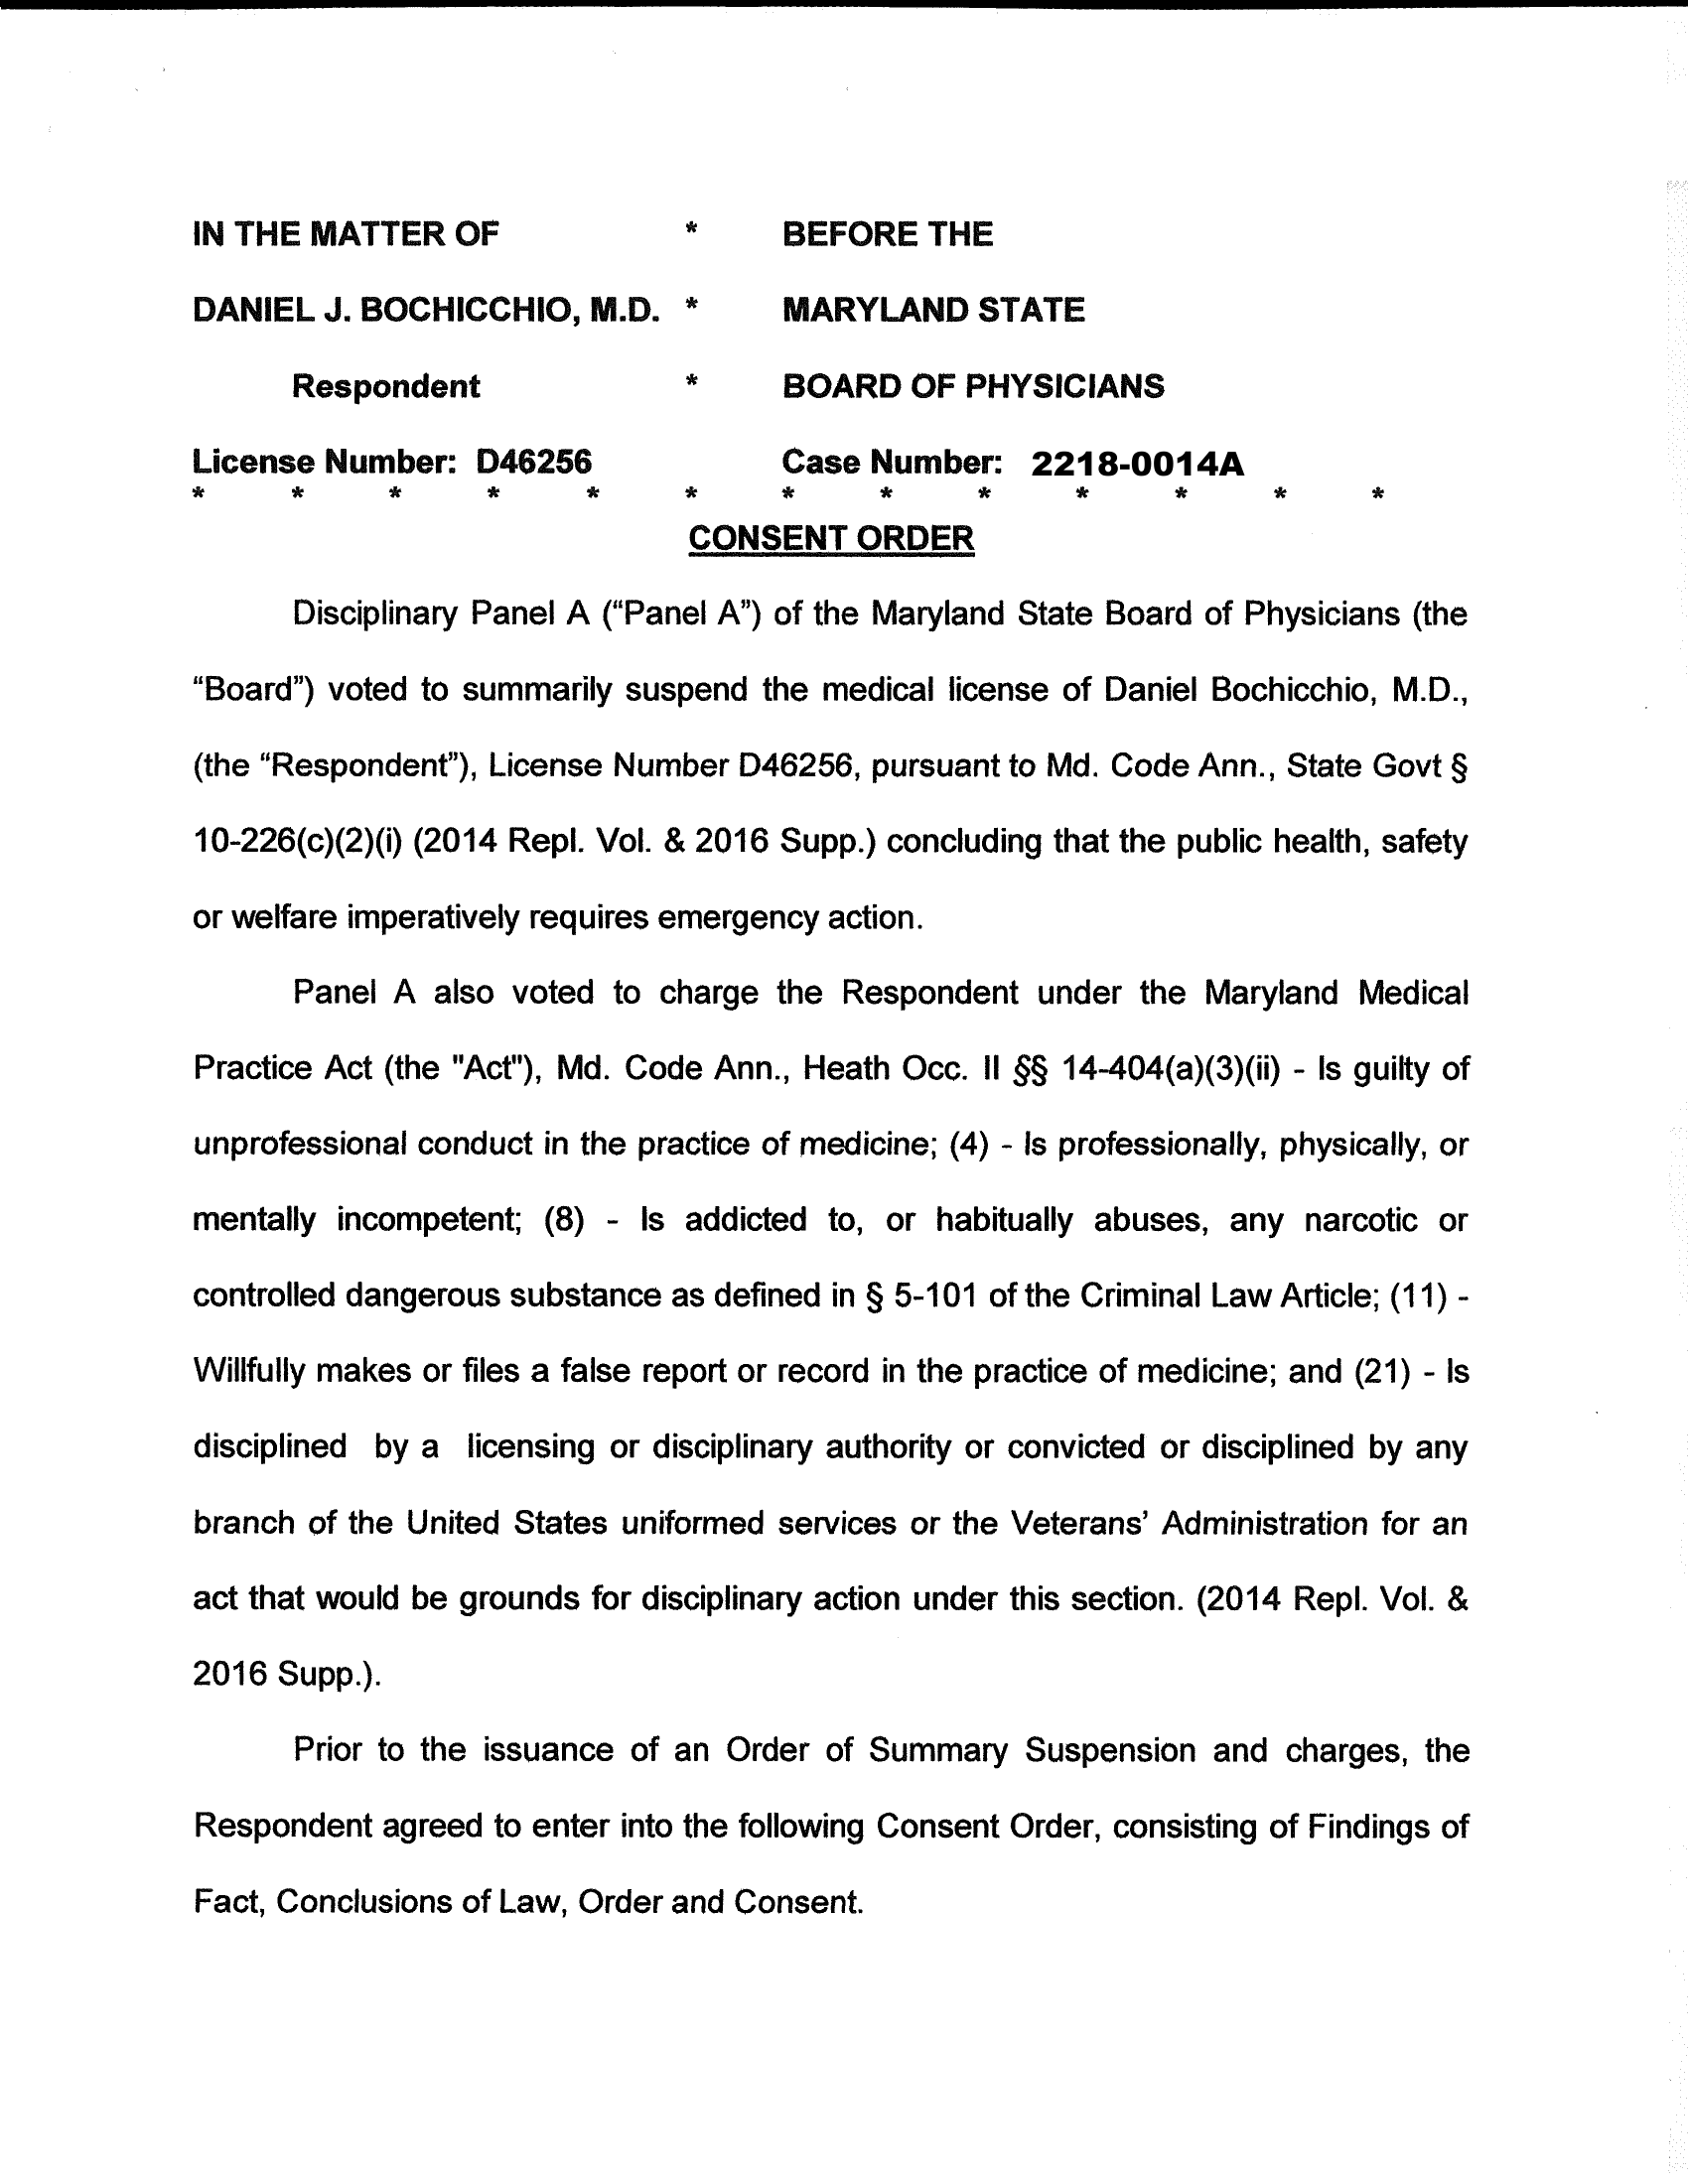 IN THE MATTER OF * BEFORE THE
DANIEL J. BOCHICCHIO, M.D. * MARYLAND STATE
Respondent * BOARD OF PHYSICIANS
License Number: D46256 Case Number: 2218-0014A
* * * * * * * * * * * * *
CONSENT ORDER
Disciplinary Panel A (“Panel A”) of the Maryland State Board of Physicians (the
“Board”) voted to summarily suspend the medical license of Daniel Bochicchio, M.D.,
(the “Respondent”), License Number D46256, pursuant to Md. Code Ann., State Govt §
10-226(c)(2)(i) (2014 Repl. Vol. & 2016 Supp.) concluding that the public health, safety
or welfare imperatively requires emergency action.
Panel A also voted to charge the Respondent under the Maryland Medical
Practice Act (the "Act"), Md. Code Ann., Heath Occ. II §§ 14-404(a)(3)(ii) - Is guilty of
unprofessional conduct in the practice of medicine; (4) - Is professionally, physically, or
mentally incompetent; (8) - Is addicted to, or habitually abuses, any narcotic or
controlled dangerous substance as defined in § 5-101 of the Criminal Law Article; (11) -
Willfully makes or files a false report or record in the practice of medicine; and (21) - Is
disciplined by a licensing or disciplinary authority or convicted or disciplined by any
branch of the United States uniformed services or the Veterans’ Administration for an
act that would be grounds for disciplinary action under this section. (2014 Repl. Vol. &
2016 Supp.).
Prior to the issuance of an Order of Summary Suspension and charges, the
Respondent agreed to enter into the following Consent Order, consisting of Findings of
Fact, Conclusions of Law, Order and Consent.